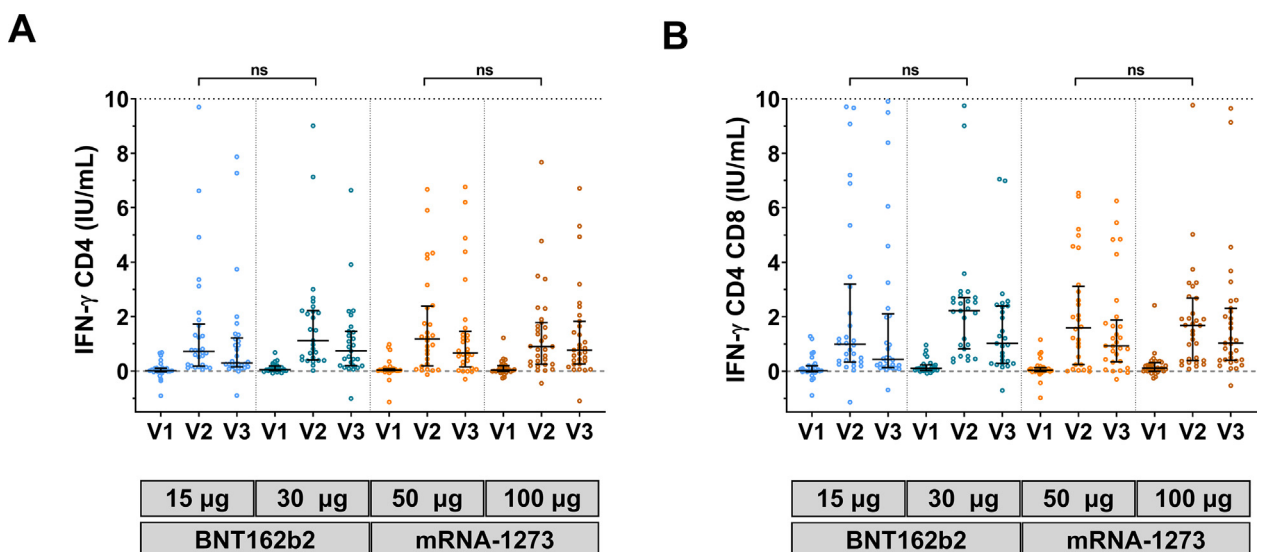 A
ns ns
IFN-γ CD4 (IU/mL)
10
8
6
4
2
0
V1 V2 V3 V1 V2 V3 V1 V2 V3 V1 V2 V3
15 μg 30 μg 50 μg 100 μg
BNT162b2 mRNA-1273
B
ns ns
IFN-γ CD4 CD8 (IU/mL)
10
8
6
4
2
0
V1 V2 V3 V1 V2 V3 V1 V2 V3 V1 V2 V3
15 μg 30 μg 50 μg 100 μg
BNT162b2 mRNA-1273